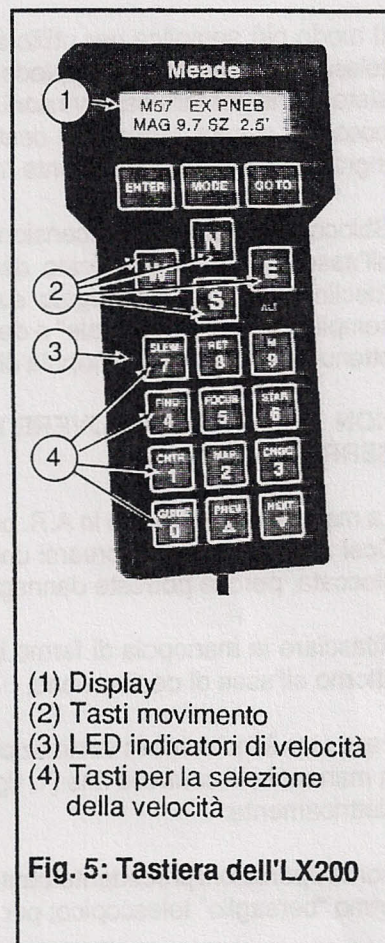 Meade
1
M57 EX PNEB
MAG 9.7 SZ 2.5'
ENTER MODE GO TO
N
2 W E
S
ALT
3 SLEW RET M
7 8 9
FIND FOCUS STAR
4 5 6
4 CNTR MAP CNGC
1 2 3
GUIDE PREV NEXT
0
(1) Display
(2) Tasti movimento
(3) LED indicatori di velocità
(4) Tasti per la selezione
della velocità
Fig. 5: Tastiera dell'LX200